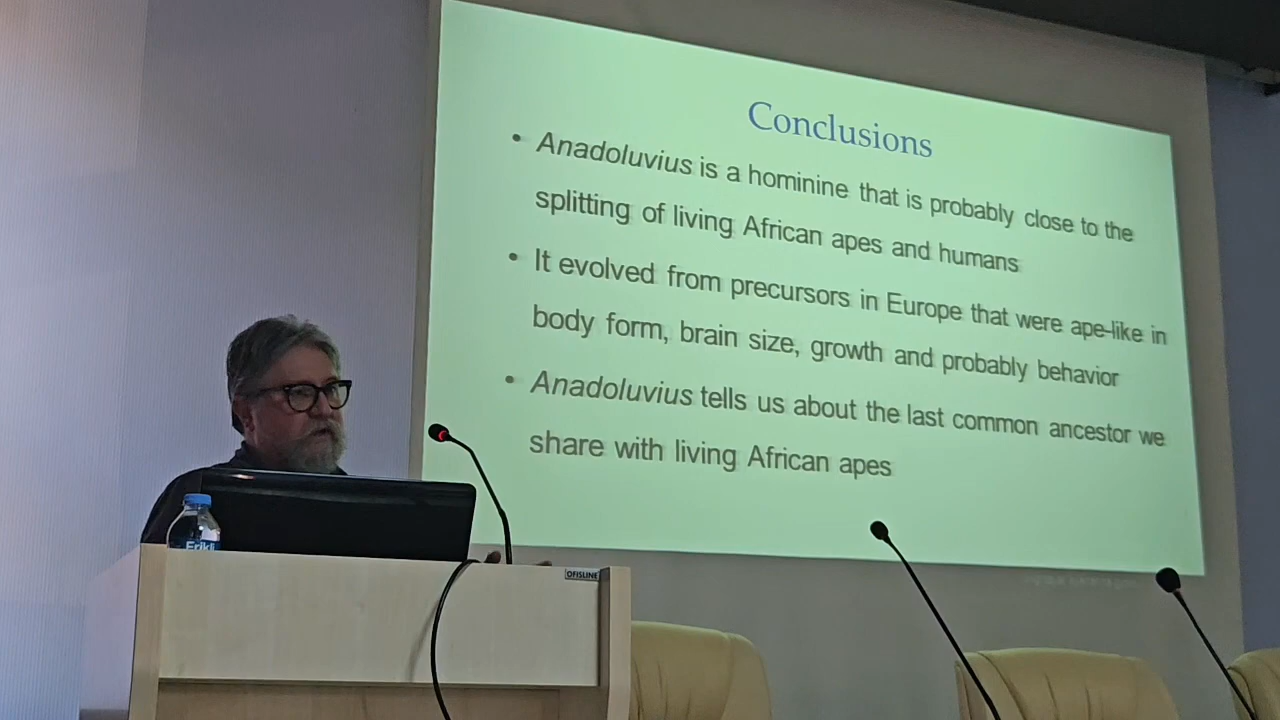 Conclusions
• Anadoluvius is a hominine that is probably close to the
splitting of living African apes and humans
• It evolved from precursors in Europe that were ape-like in
body form, brain size, growth and probably behavior
• Anadoluvius tells us about the last common ancestor we
share with living African apes
Erikli
OFISLINE